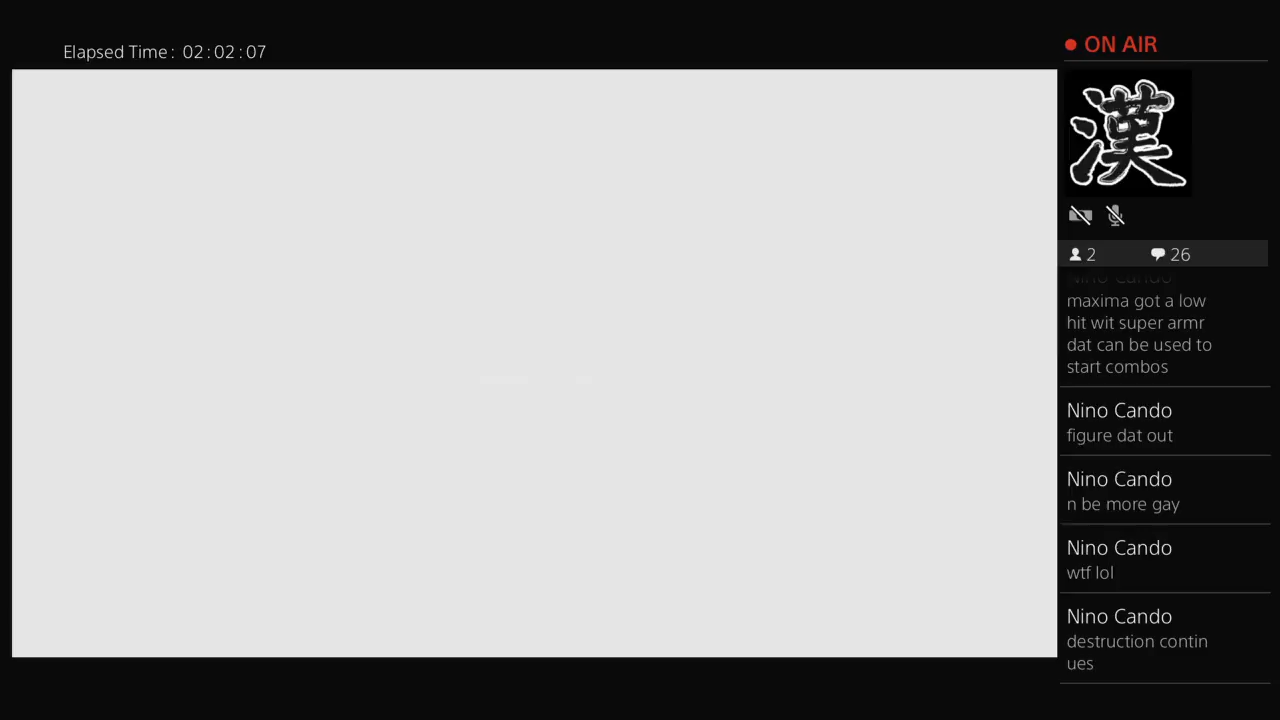 Elapsed Time: 02:02:07
ON AIR
漢
2
26
Nino Cando
maxima got a low
hit wit super armr
dat can be used to
start combos
Nino Cando
figure dat out
Nino Cando
n be more gay
Nino Cando
wtf lol
Nino Cando
destruction contin
ues